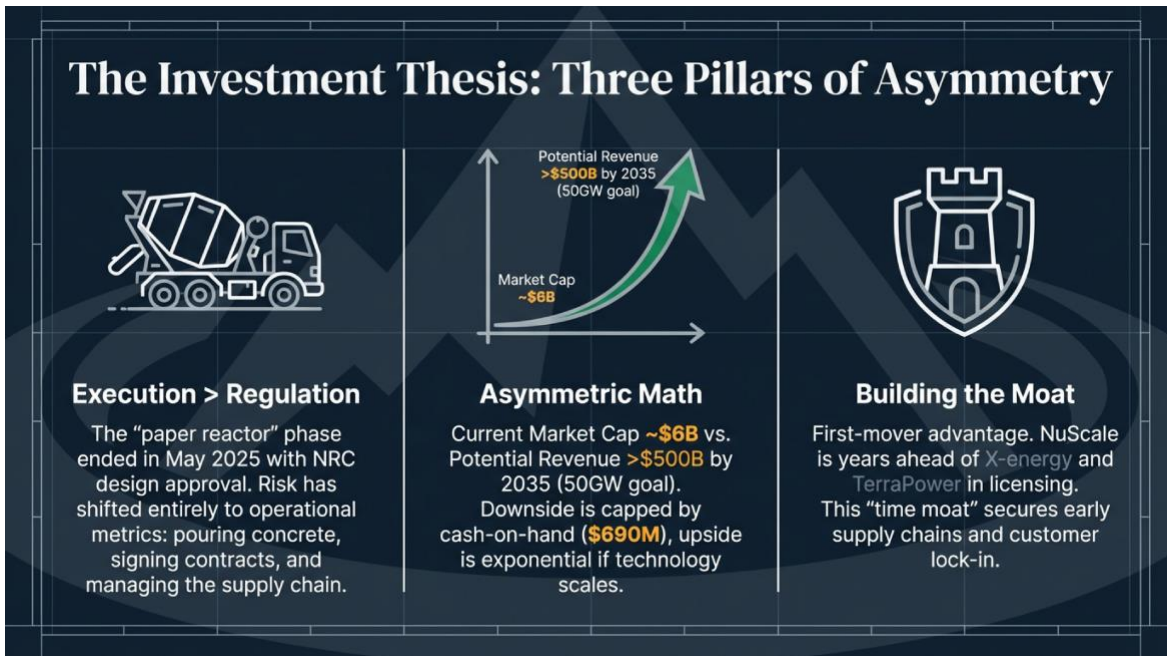 The Investment Thesis: Three Pillars of Asymmetry
Potential Revenue
>$500B by 2035
(50GW goal)
Market Cap
~$6B
Execution > Regulation
The “paper reactor” phase
ended in May 2025 with NRC
design approval. Risk has
shifted entirely to operational
metrics: pouring concrete,
signing contracts, and
managing the supply chain.
Asymmetric Math
Current Market Cap ~$6B vs.
Potential Revenue >$500B by
2035 (50GW goal).
Downside is capped by
cash-on-hand ($690M), upside
is exponential if technology
scales.
Building the Moat
First-mover advantage. NuScale
is years ahead of X-energy and
TerraPower in licensing.
This “time moat” secures early
supply chains and customer
lock-in.